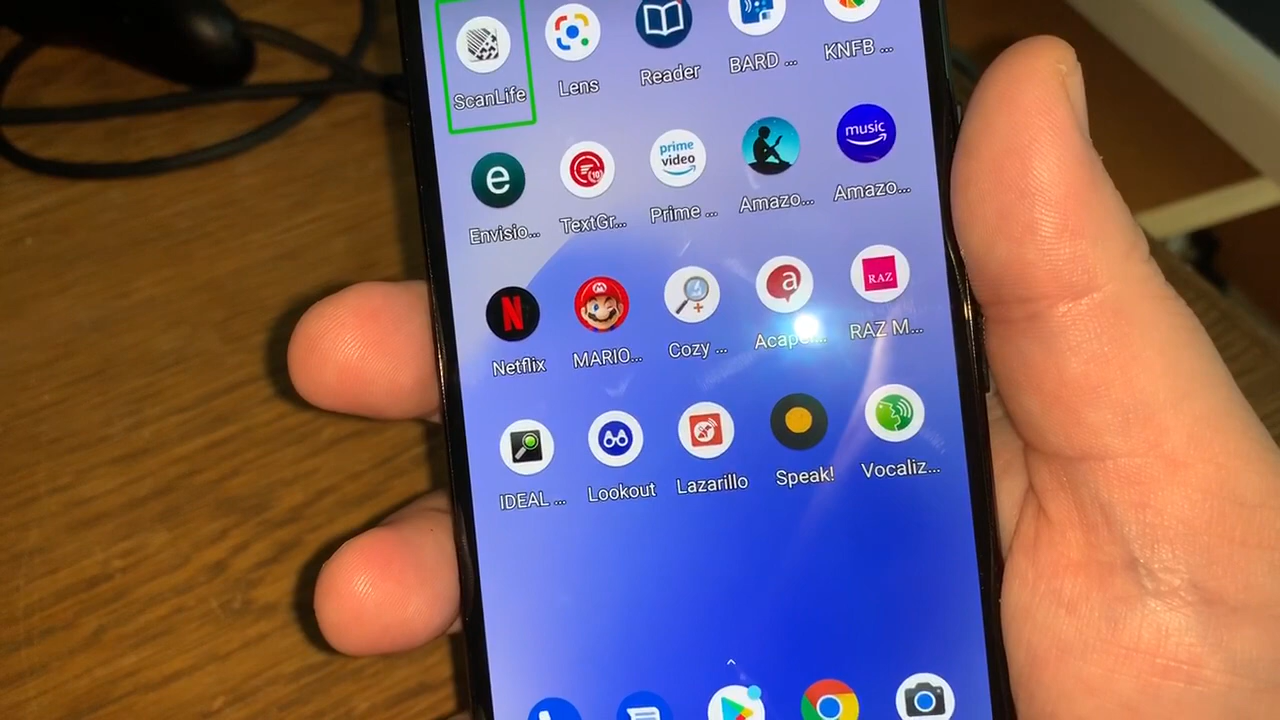 ScanLife Lens Reader BARD ... KNFB ...
e prime video music
Envisio... TextGr... Prime ... Amazo... Amazo...
N M a RAZ
Netflix MARIO... Cozy ... Acapel... RAZ M...
IDEAL ... Lookout Lazarillo Speak! Vocaliz...